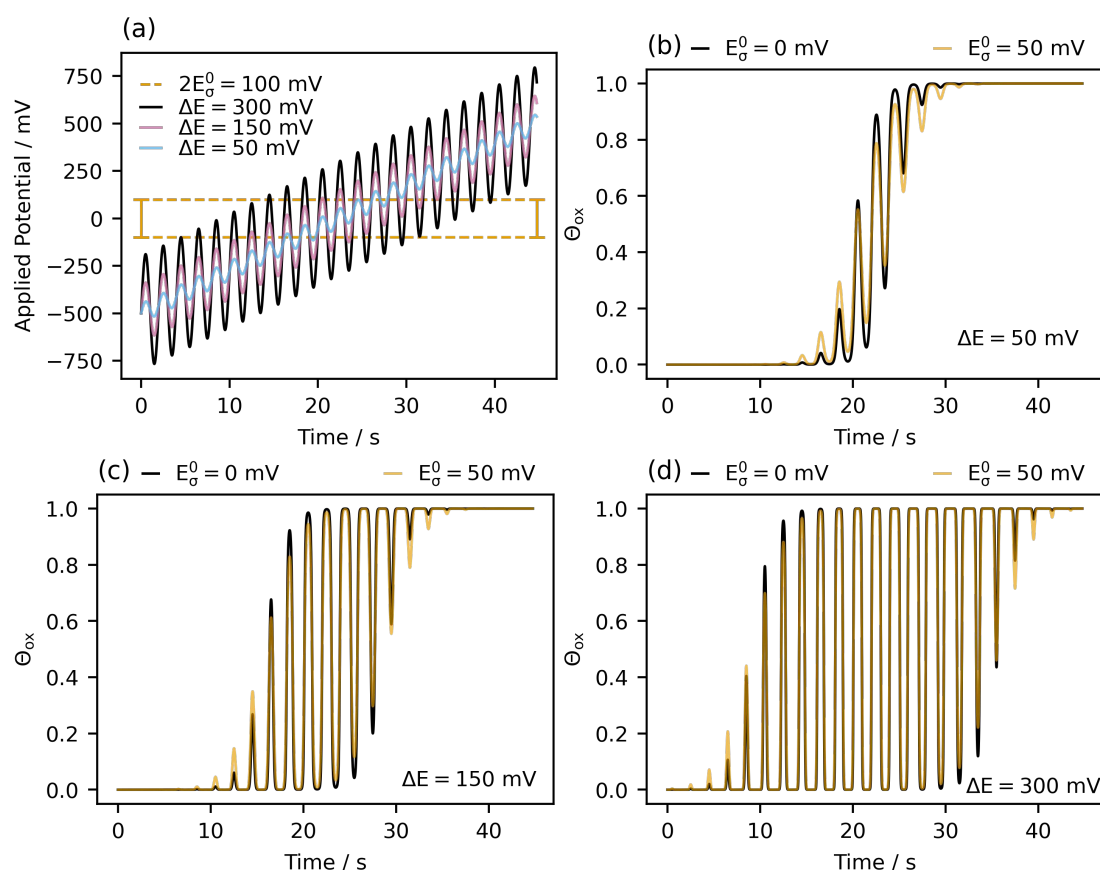 (a)
750
500
250
0
−250
−500
−750
Applied Potential / mV
2E⁰σ = 100 mV
ΔE = 300 mV
ΔE = 150 mV
ΔE = 50 mV
0 10 20 30 40
Time / s
(b) E⁰σ = 0 mV E⁰σ = 50 mV
1.0
0.8
0.6
0.4
0.2
0.0
Θox
ΔE = 50 mV
0 10 20 30 40
Time / s
(c) E⁰σ = 0 mV E⁰σ = 50 mV
1.0
0.8
0.6
0.4
0.2
0.0
Θox
ΔE = 150 mV
0 10 20 30 40
Time / s
(d) E⁰σ = 0 mV E⁰σ = 50 mV
1.0
0.8
0.6
0.4
0.2
0.0
Θox
ΔE = 300 mV
0 10 20 30 40
Time / s